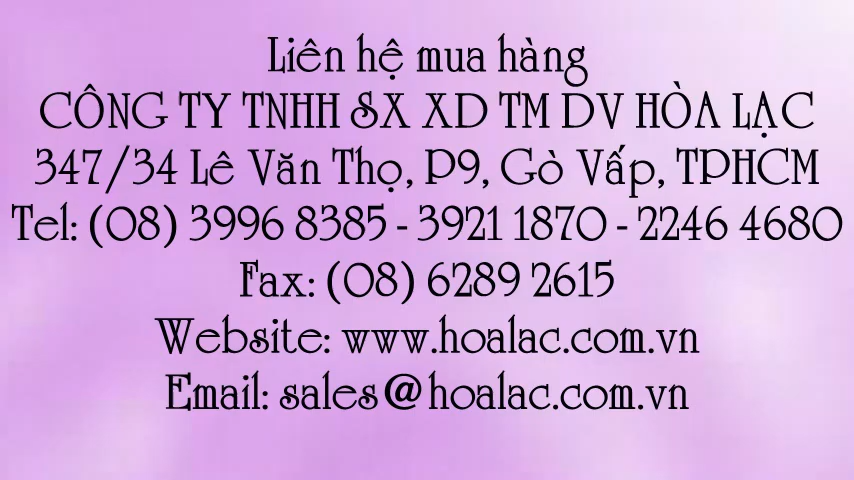 Liên hệ mua hàng
CÔNG TY TNHH SX XD TM DV HÒA LẠC
347/34 Lê Văn Thọ, P9, Gò Vấp, TPHCM
Tel: (08) 3996 8385 - 3921 1870 - 2246 4680
Fax: (08) 6289 2615
Website: www.hoalac.com.vn
Email: sales@hoalac.com.vn